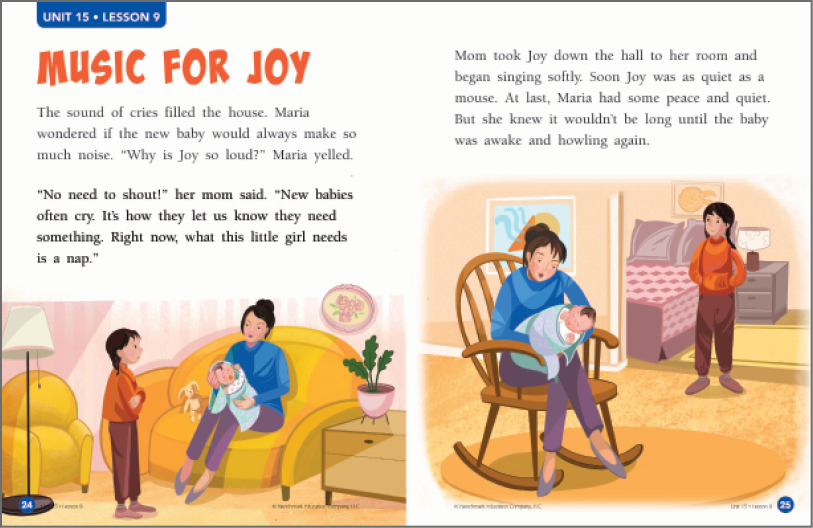 UNIT 15 • LESSON 9
MUSIC FOR JOY
The sound of cries filled the house. Maria
wondered if the new baby would always make so
much noise. “Why is Joy so loud?” Maria yelled.
“No need to shout!” her mom said. “New babies
often cry. It’s how they let us know they need
something. Right now, what this little girl needs
is a nap.”
24
15 • Lesson 9
© Benchmark Education Company, LLC
Mom took Joy down the hall to her room and
began singing softly. Soon Joy was as quiet as a
mouse. At last, Maria had some peace and quiet.
But she knew it wouldn’t be long until the baby
was awake and howling again.
© Benchmark Education Company, LLC
Unit 15 • Lesson 9
25